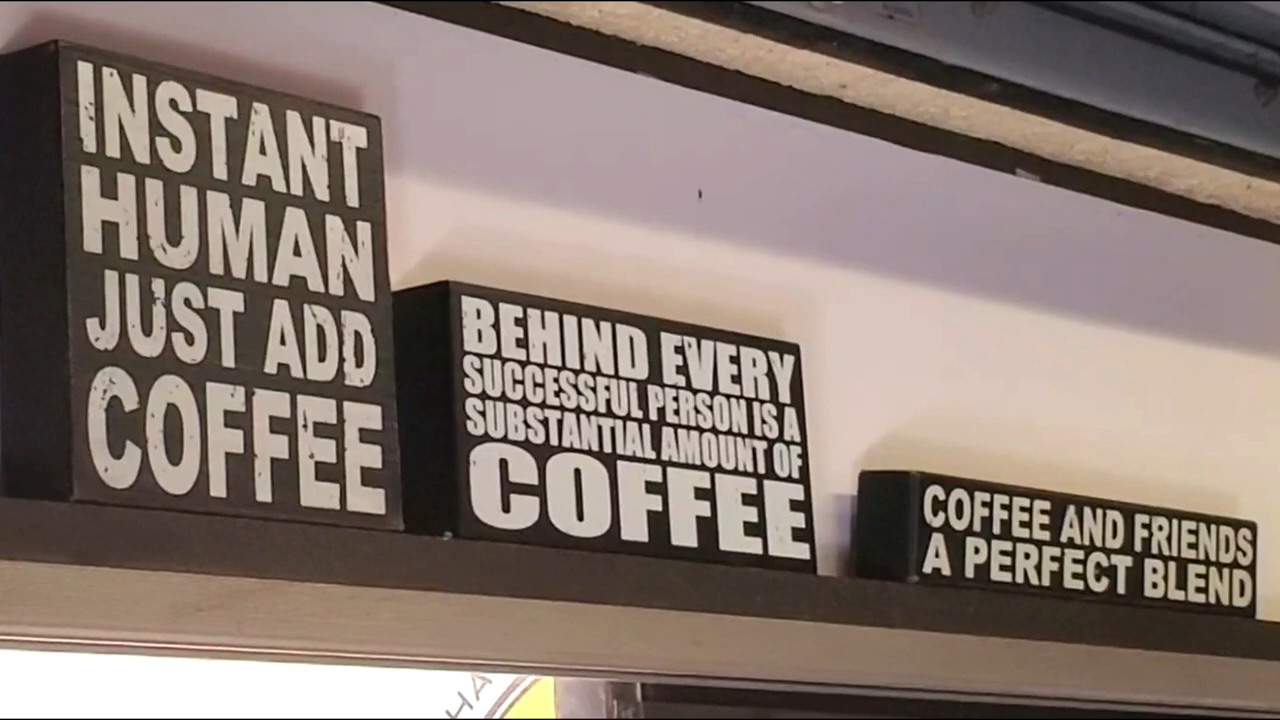 INSTANT
HUMAN
JUST ADD
COFFEE
BEHIND EVERY
SUCCESSFUL PERSON IS A
SUBSTANTIAL AMOUNT OF
COFFEE
COFFEE AND FRIENDS
A PERFECT BLEND